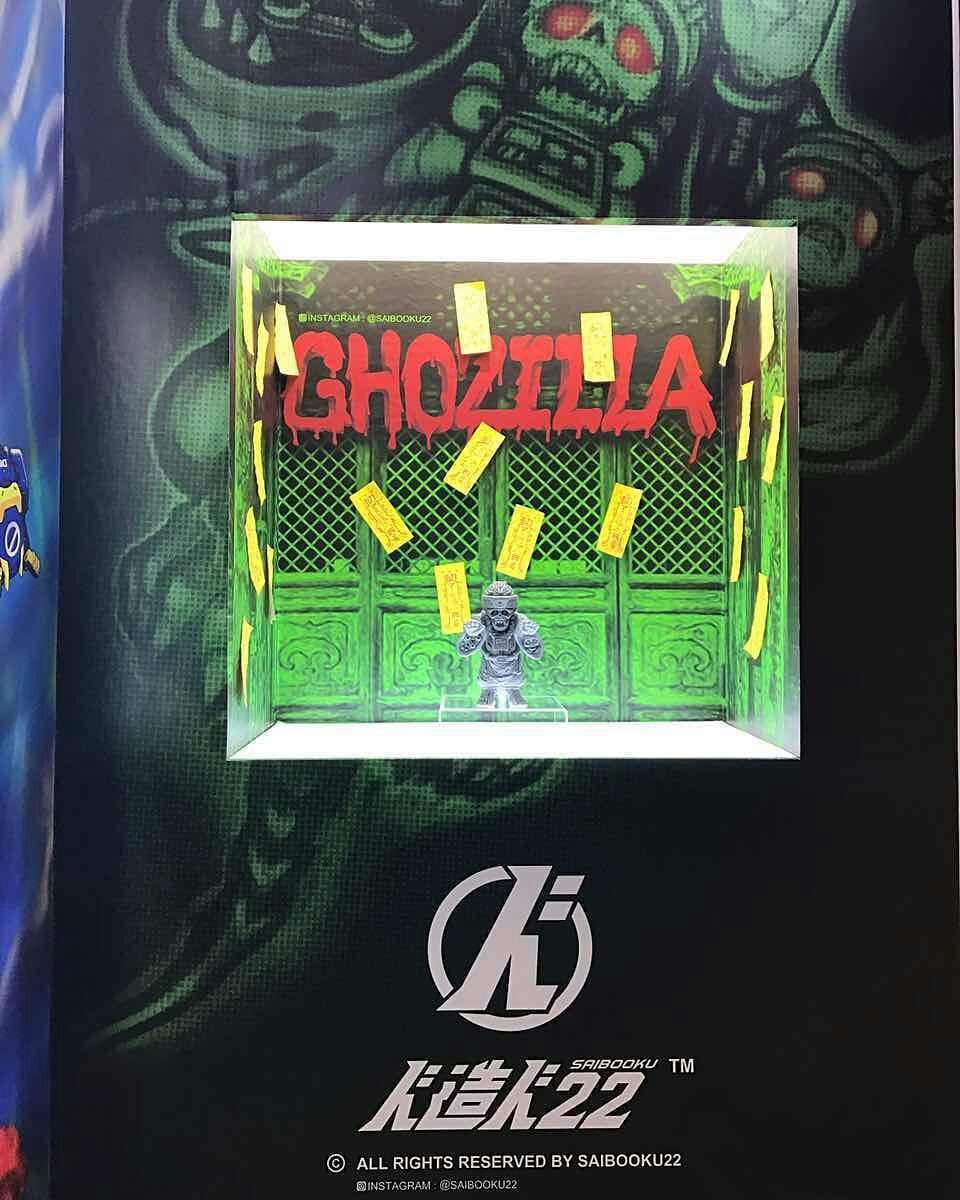 INSTAGRAM : @SAIBOOKU22
GHOZILLA
SAIBOOKU TM
人造人22
© ALL RIGHTS RESERVED BY SAIBOOKU22
INSTAGRAM : @SAIBOOKU22